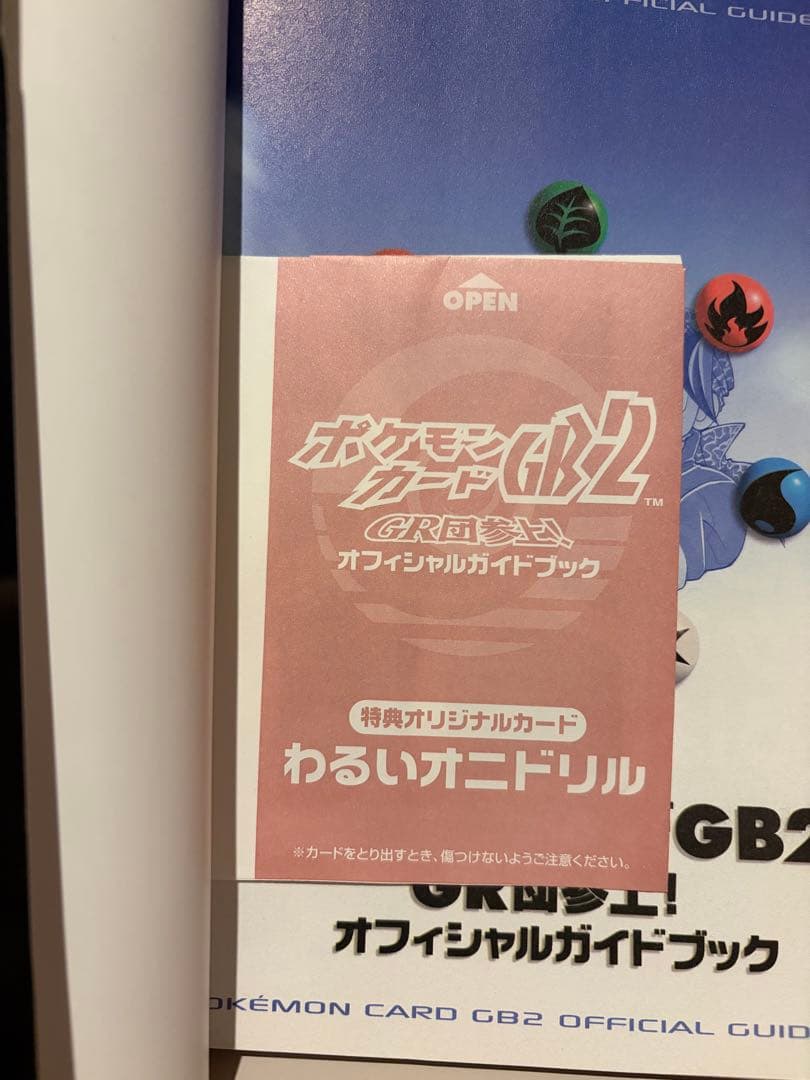 OFFICIAL GUIDE
OPEN
ポケモン
カードGB2™
GR団参上!
オフィシャルガイドブック
特典オリジナルカード
わるいオニドリル
※カードをとり出すとき、傷つけないようご注意ください。
GB2
GR団参上!
オフィシャルガイドブック
POKÉMON CARD GB2 OFFICIAL GUID